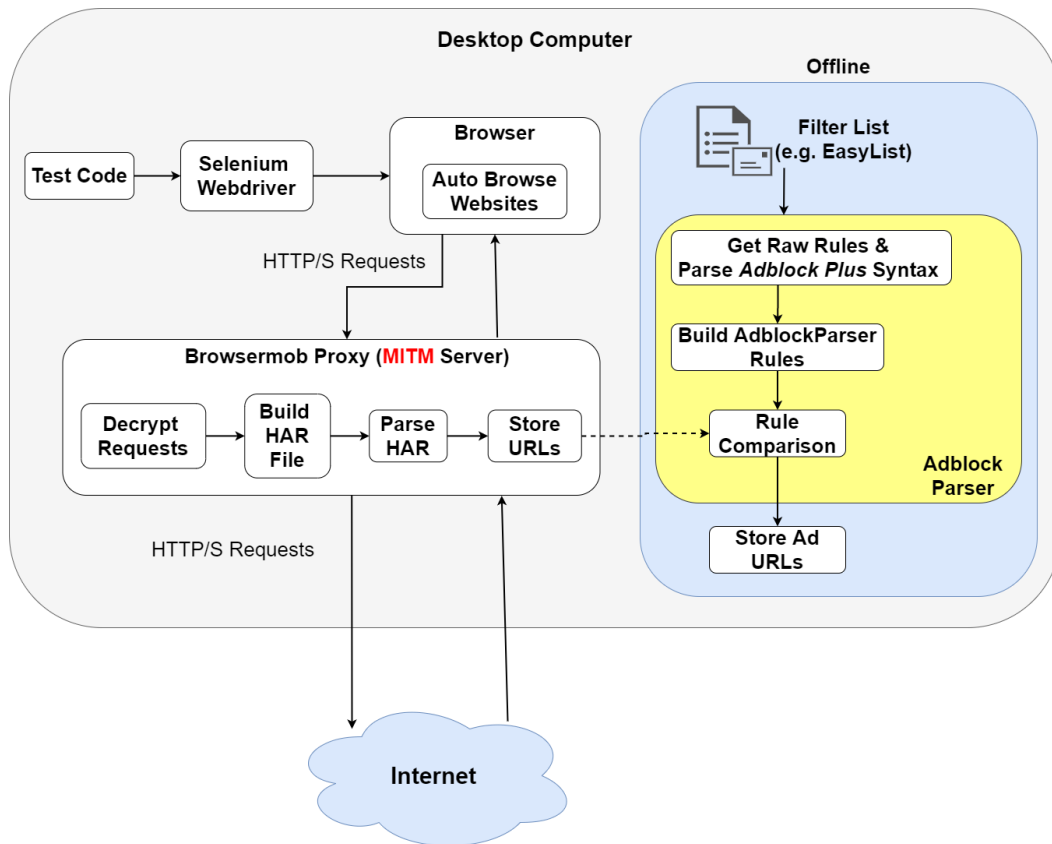 Desktop Computer
Offline
Filter List
(e.g. EasyList)
Browser
Test Code
Selenium
Webdriver
Auto Browse
Websites
HTTP/S Requests
Get Raw Rules &
Parse Adblock Plus Syntax
Build AdblockParser
Rules
Browsermob Proxy (MITM Server)
Decrypt
Requests
Build
HAR
File
Parse
HAR
Store
URLs
Rule
Comparison
Adblock
Parser
Store Ad
URLs
HTTP/S Requests
Internet